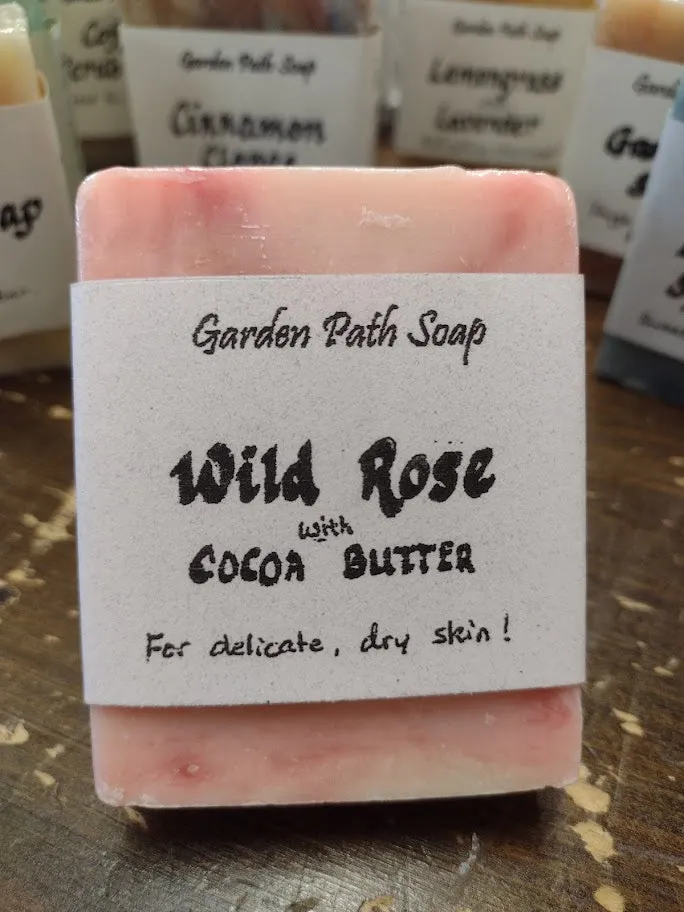 Garden Path Soap
Wild Rose
with
COCOA BUTTER
For delicate, dry skin!
Garden Path Soap
Cinnamon
Garden Path Soap
Lemongrass
Lavender